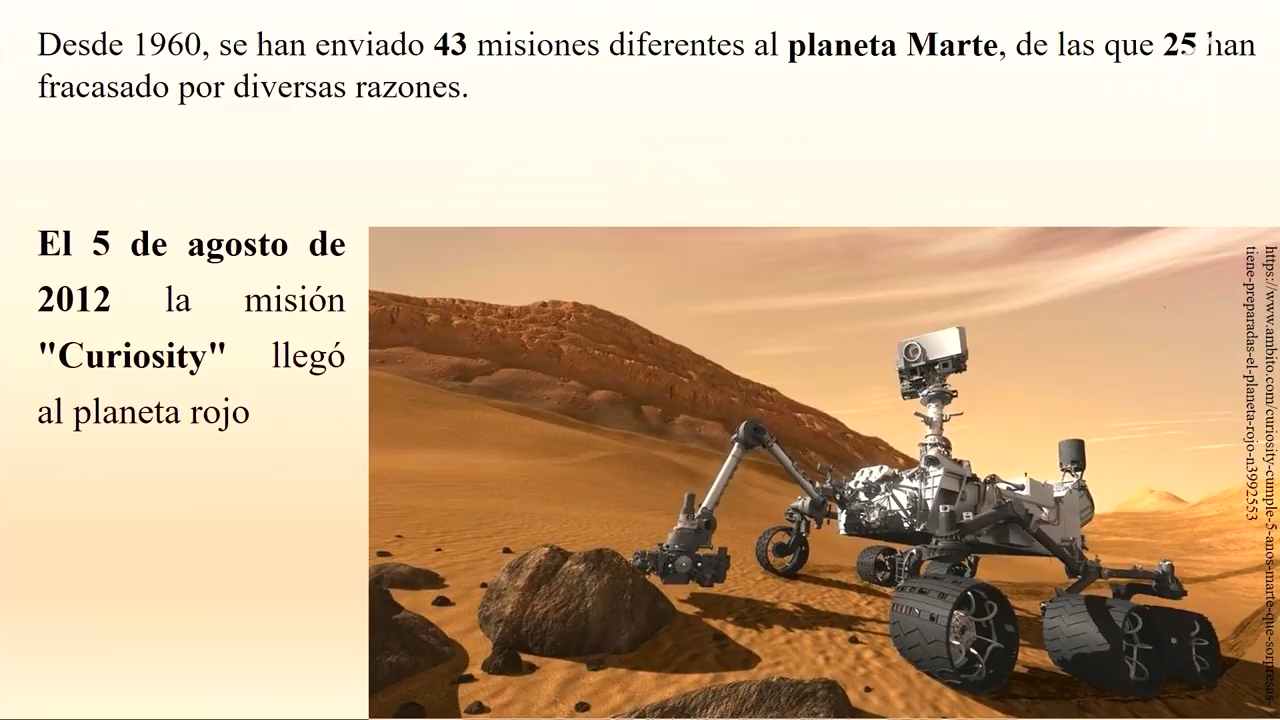 Desde 1960, se han enviado 43 misiones diferentes al planeta Marte, de las que 25 han
fracasado por diversas razones.
El 5 de agosto de
2012 la misión
"Curiosity" llegó
al planeta rojo
https://www.ambito.com/curiosity-cumple-5-anos-marte-que-sorpresas-
tiene-preparadas-el-planeta-rojo-n3992553